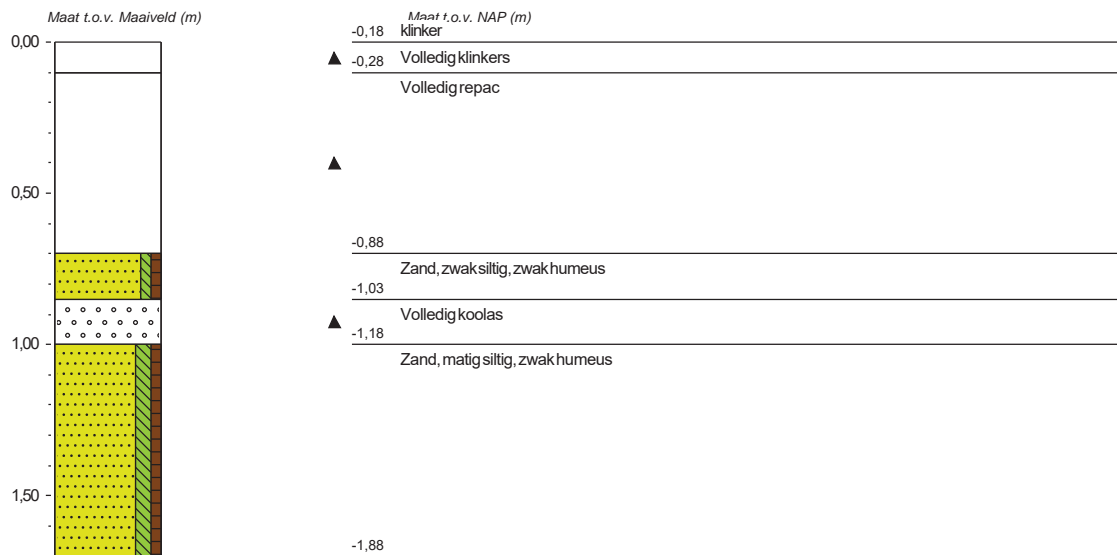 Maat t.o.v. Maaiveld (m) Maat t.o.v. NAP (m)
-0,18 klinker
0,00
-0,28 Volledig klinkers
Volledig repac
0,50
-0,88
Zand, zwak siltig, zwak humeus
-1,03
Volledig koolas
-1,18
1,00
Zand, matig siltig, zwak humeus
1,50
-1,88